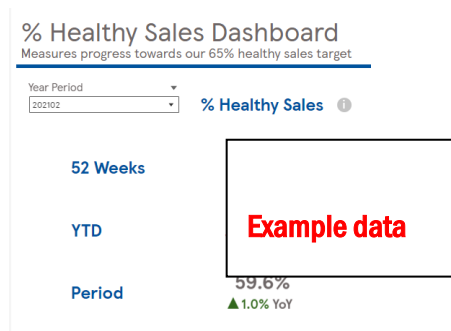 % Healthy Sales Dashboard
Measures progress towards our 65% healthy sales target
Year Period
202102
% Healthy Sales i
52 Weeks
YTD
Example data
Period
59.6%
▲1.0% YoY